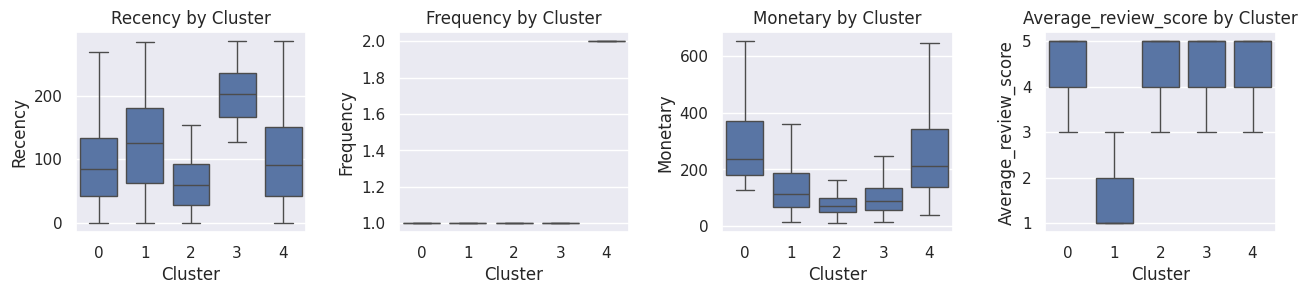 Recency by Cluster
Recency
200
100
0
0 1 2 3 4
Cluster
Frequency by Cluster
Frequency
2.0
1.8
1.6
1.4
1.2
1.0
0 1 2 3 4
Cluster
Monetary by Cluster
Monetary
600
400
200
0
0 1 2 3 4
Cluster
Average_review_score by Cluster
Average_review_score
5
4
3
2
1
0 1 2 3 4
Cluster